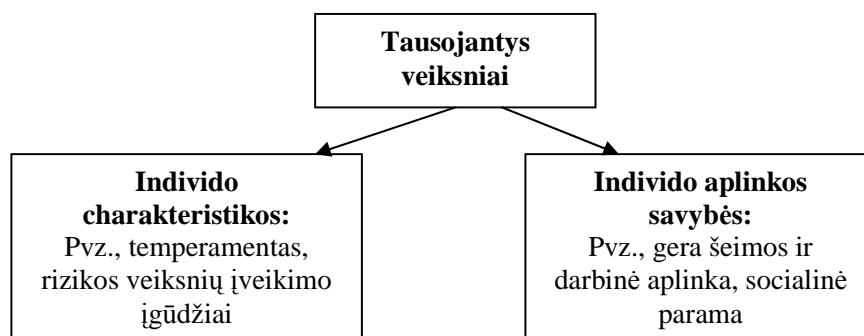 Tausojantys
veiksniai
Individo
charakteristikos:
Pvz., temperamentas,
rizikos veiksnių įveikimo
įgūdžiai
Individo aplinkos
savybės:
Pvz., gera šeimos ir
darbinė aplinka, socialinė
parama